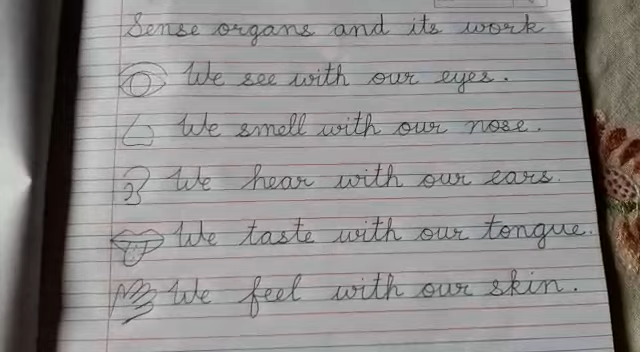 Sense organs and its work
We see with our eyes.
We smell with our nose.
We hear with our ears.
We taste with our tongue.
We feel with our skin.